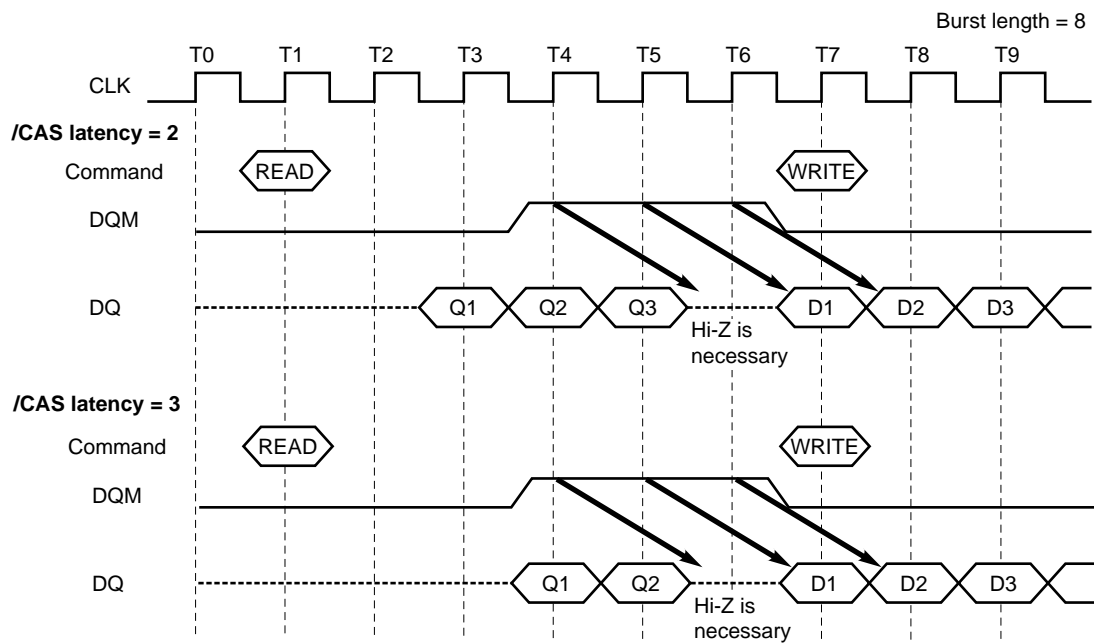 Burst length = 8
T0 T1 T2 T3 T4 T5 T6 T7 T8 T9
CLK
/CAS latency = 2
Command READ WRITE
DQM
DQ Q1 Q2 Q3 D1 D2 D3
Hi-Z is
necessary
/CAS latency = 3
Command READ WRITE
DQM
DQ Q1 Q2 D1 D2 D3
Hi-Z is
necessary